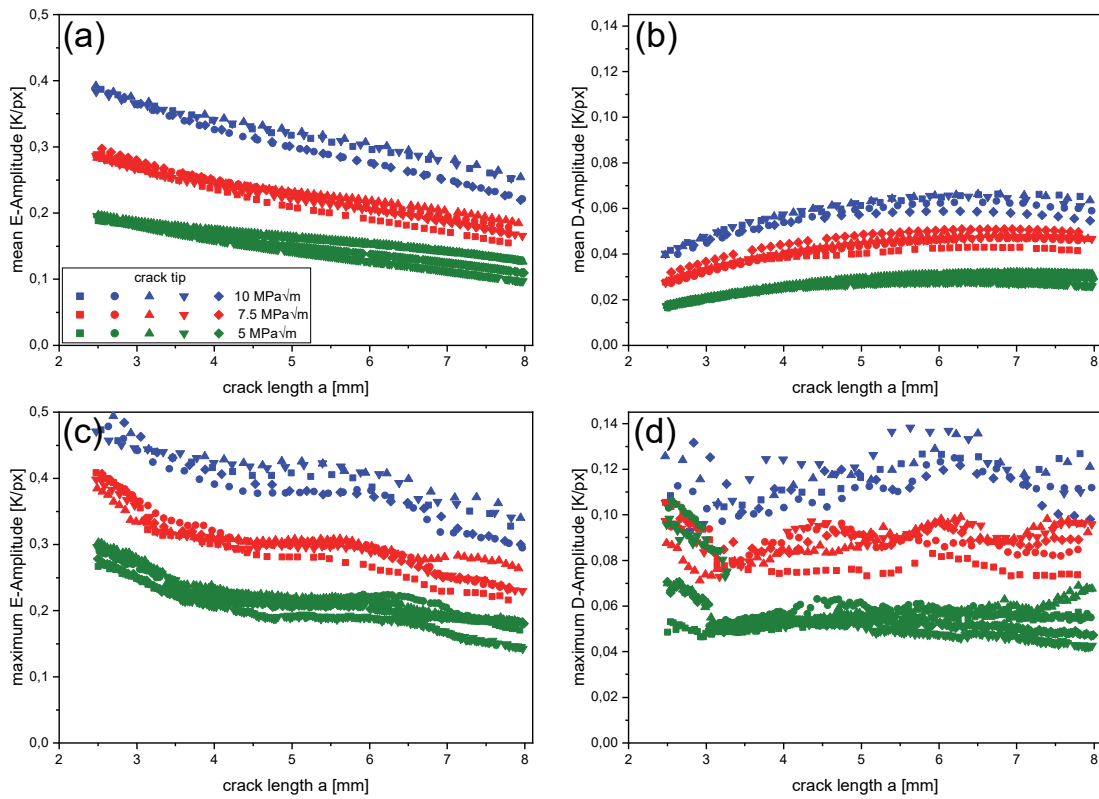 (a)
mean E-Amplitude [K/px]
0,5
0,4
0,3
0,2
0,1
0,0
crack tip
10 MPa√m
7.5 MPa√m
5 MPa√m
2 3 4 5 6 7 8
crack length a [mm]
(b)
mean D-Amplitude [K/px]
0,14
0,12
0,10
0,08
0,06
0,04
0,02
0,00
2 3 4 5 6 7 8
crack length a [mm]
(c)
maximum E-Amplitude [K/px]
0,5
0,4
0,3
0,2
0,1
0,0
2 3 4 5 6 7 8
crack length a [mm]
(d)
maximum D-Amplitude [K/px]
0,14
0,12
0,10
0,08
0,06
0,04
0,02
0,00
2 3 4 5 6 7 8
crack length a [mm]